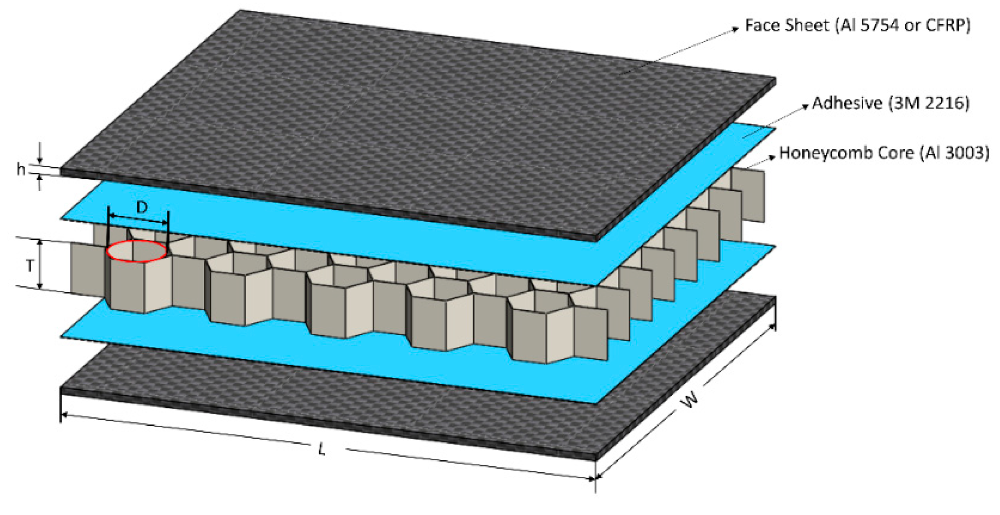 Face Sheet (Al 5754 or CFRP)
Adhesive (3M 2216)
Honeycomb Core (Al 3003)
h
D
T
W
L